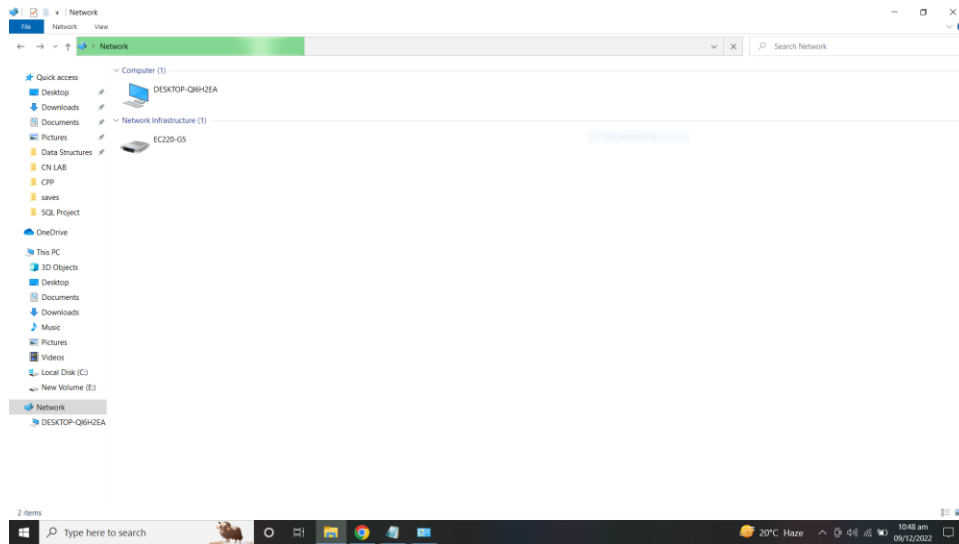 Network
File Network View
Network
Search Network
Quick access
Desktop
Downloads
Documents
Pictures
Data Structures
CN LAB
CPP
saves
SQL Project
OneDrive
This PC
3D Objects
Desktop
Documents
Downloads
Music
Pictures
Videos
Local Disk (C:)
New Volume (E:)
Network
DESKTOP-QI6H2EA
Computer (1)
DESKTOP-QI6H2EA
Network Infrastructure (1)
EC220-G5
2 items
Type here to search
20°C Haze
10:48 am
09/12/2022